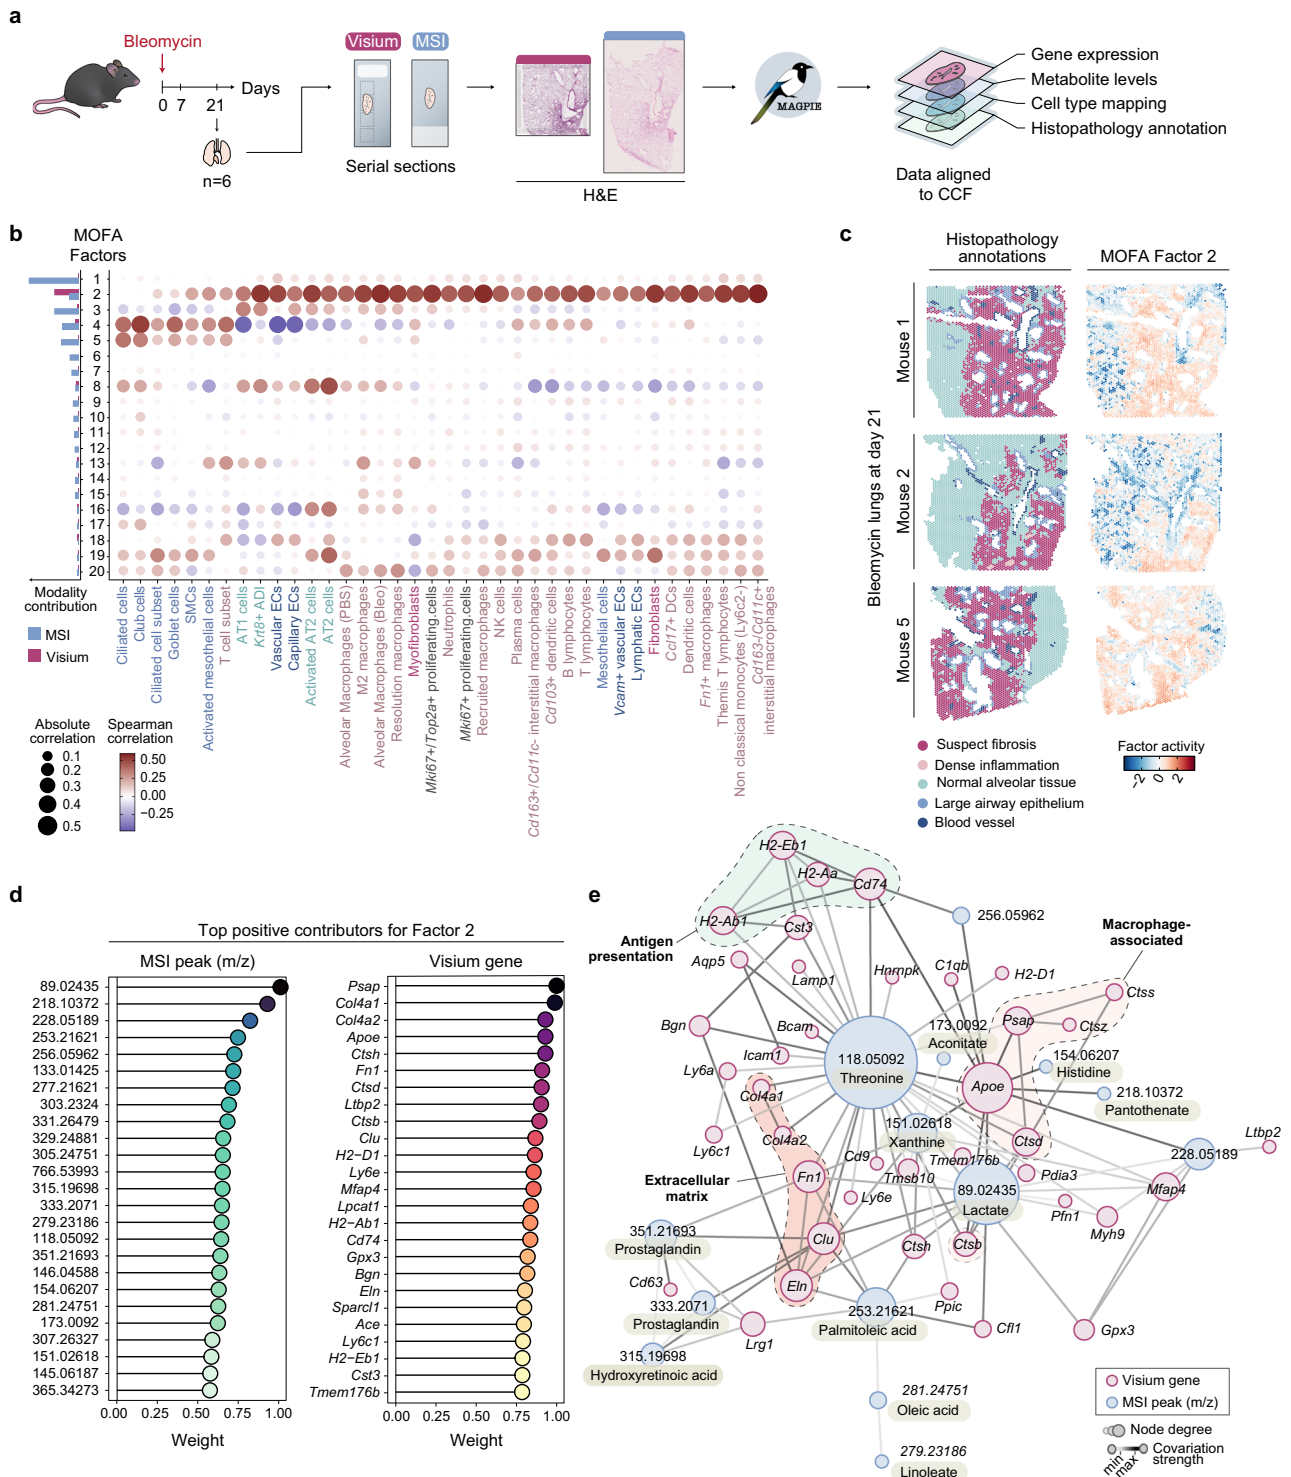 a
Bleomycin
0 7 21 Days
n=6
Visium MSI
Serial sections
H&E
MAGPIE
Gene expression
Metabolite levels
Cell type mapping
Histopathology annotation
Data aligned
to CCF
b
MOFA
Factors
1
2
3
4
5
6
7
8
9
10
11
12
13
14
15
16
17
18
19
20
Modality
contribution
MSI
Visium
Ciliated cells
Club cells
Ciliated cell subset
Goblet cells
SMCs
Activated mesothelial cells
T cell subset
AT1 cells
Krt8+ ADI
Vascular ECs
Capillary ECs
Activated AT2 cells
AT2 cells
Alveolar Macrophages (PBS)
M2 macrophages
Alveolar Macrophages (Bleo)
Resolution macrophages
Myofibroblasts
Mki67+/Top2a+ proliferating.cells
Neutrophils
Mki67+ proliferating.cells
Recruited macrophages
NK cells
Plasma cells
Cd163+/Cd11c- interstitial macrophages
Cd103+ dendritic cells
B lymphocytes
T lymphocytes
Mesothelial cells
Vcam+ vascular ECs
Lymphatic ECs
Fibroblasts
Ccl17+ DCs
Dendritic cells
Fn1+ macrophages
Themis T lymphocytes
Non classical monocytes (Ly6c2-)
Cd163-/Cd11c+
interstitial macrophages
Absolute
correlation
0.1
0.2
0.3
0.4
0.5
Spearman
correlation
0.50
0.25
0.00
−0.25
c
Histopathology
annotations
MOFA Factor 2
Bleomycin lungs at day 21
Mouse 1
Mouse 2
Mouse 5
Suspect fibrosis
Dense inflammation
Normal alveolar tissue
Large airway epithelium
Blood vessel
Factor activity
−2 0 2
d
Top positive contributors for Factor 2
MSI peak (m/z)
89.02435
218.10372
228.05189
253.21621
256.05962
133.01425
277.21621
303.2324
331.26479
329.24881
305.24751
766.53993
315.19698
333.2071
279.23186
118.05092
351.21693
146.04588
154.06207
281.24751
173.0092
307.26327
151.02618
145.06187
365.34273
0.00 0.25 0.75 1.00
Weight
Visium gene
Psap
Col4a1
Col4a2
Apoe
Ctsh
Fn1
Ctsd
Ltbp2
Ctsb
Clu
H2−D1
Ly6e
Mfap4
Lpcat1
H2−Ab1
Cd74
Gpx3
Bgn
Eln
Sparcl1
Ace
Ly6c1
H2−Eb1
Cst3
Tmem176b
0.00 0.25 0.75 1.00
Weight
e
H2-Eb1
H2-Aa
Cd74
H2-Ab1
Cst3
256.05962
Antigen
presentation
Macrophage-
associated
Aqp5
Lamp1
Hnrnpk
C1qb
H2-D1
Ctss
Psap
Ctsz
Bgn
Bcam
173.0092
Aconitate
118.05092
Threonine
Icam1
Ly6a
154.06207
Histidine
Apoe
218.10372
Pantothenate
Col4a1
Col4a2
Ly6c1
151.02618
Xanthine
Ctsd
Ltbp2
228.05189
Cd9
Tmem176b
Tmsb10
Pdia3
Extracellular
matrix
Fn1
Ly6e
89.02435
Lactate
Mfap4
Pfn1
Myh9
351.21693
Prostaglandin
Clu
Ctsh
Ctsb
Cd63
Eln
333.2071
Prostaglandin
253.21621
Palmitoleic acid
Ppic
Cfl1
Gpx3
Lrg1
315.19698
Hydroxyretinoic acid
281.24751
Oleic acid
279.23186
Linoleate
Visium gene
MSI peak (m/z)
Node degree
Covariation
strength
min
max